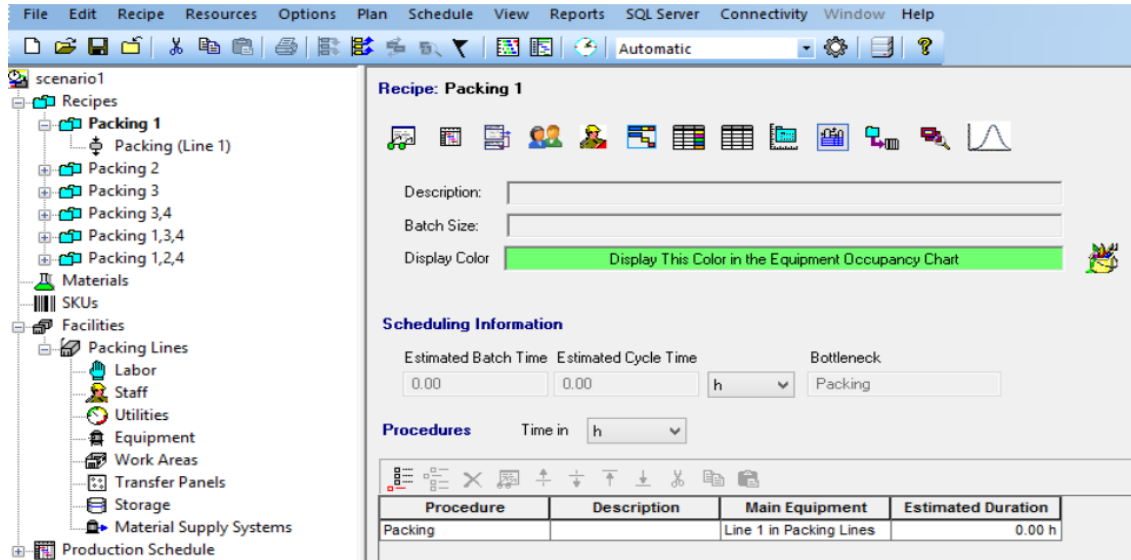 File Edit Recipe Resources Options Plan Schedule View Reports SQL Server Connectivity Window Help
Automatic
scenario1
Recipes
Packing 1
Packing (Line 1)
Packing 2
Packing 3
Packing 3,4
Packing 1,3,4
Packing 1,2,4
Materials
SKUs
Facilities
Packing Lines
Labor
Staff
Utilities
Equipment
Work Areas
Transfer Panels
Storage
Material Supply Systems
Production Schedule
Recipe: Packing 1
Description:
Batch Size:
Display Color Display This Color in the Equipment Occupancy Chart
Scheduling Information
Estimated Batch Time Estimated Cycle Time Bottleneck
0.00 0.00 h Packing
Procedures Time in h
Procedure Description Main Equipment Estimated Duration
Packing Line 1 in Packing Lines 0.00 h